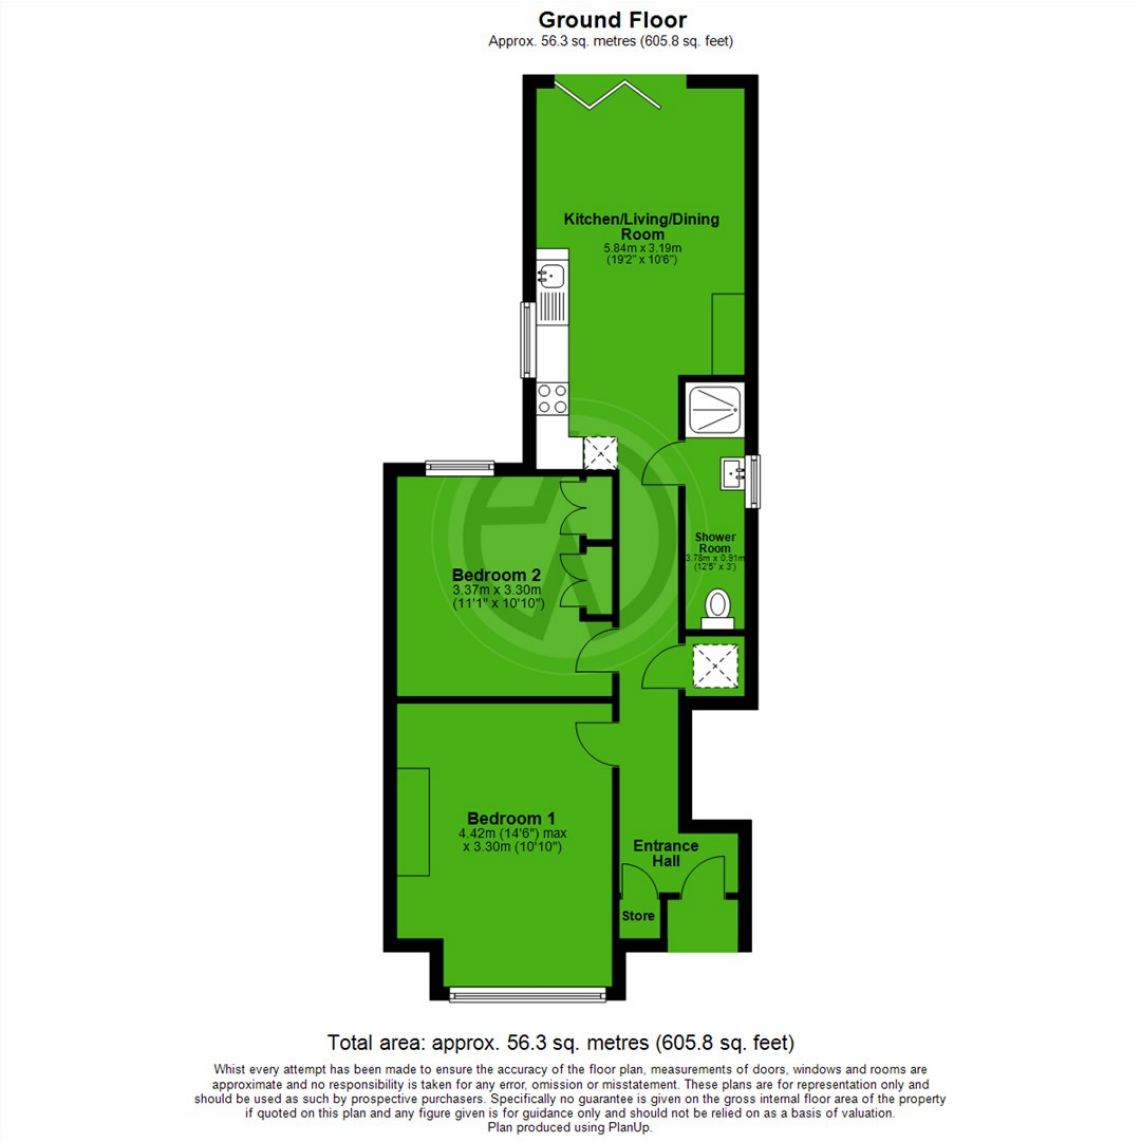 Ground Floor
Approx. 56.3 sq. metres (605.8 sq. feet)
Kitchen/Living/Dining
Room
5.84m x 3.19m
(19'2" x 10'6")
Shower
Room
3.78m x 0.91m
(12'5" x 3')
Bedroom 2
3.37m x 3.30m
(11'1" x 10'10")
Bedroom 1
4.42m (14'6") max
x 3.30m (10'10")
Entrance
Hall
Store
Total area: approx. 56.3 sq. metres (605.8 sq. feet)
Whist every attempt has been made to ensure the accuracy of the floor plan, measurements of doors, windows and rooms are
approximate and no responsibility is taken for any error, omission or misstatement. These plans are for representation only and
should be used as such by prospective purchasers. Specifically no guarantee is given on the gross internal floor area of the property
if quoted on this plan and any figure given is for guidance only and should not be relied on as a basis of valuation.
Plan produced using PlanUp.